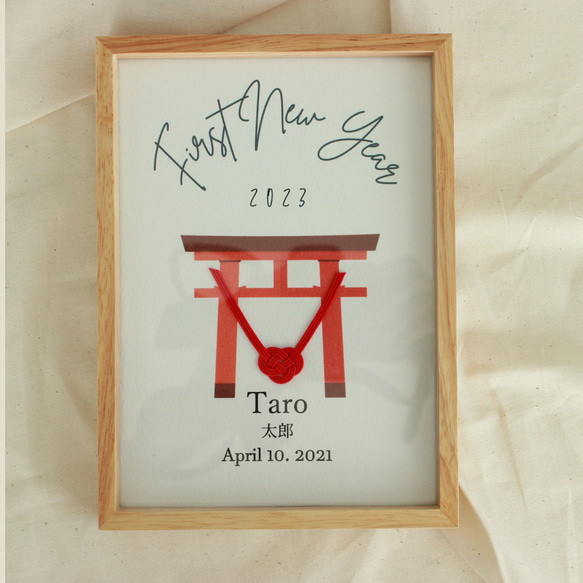 First New Year
2023
Taro
太郎
April 10. 2021